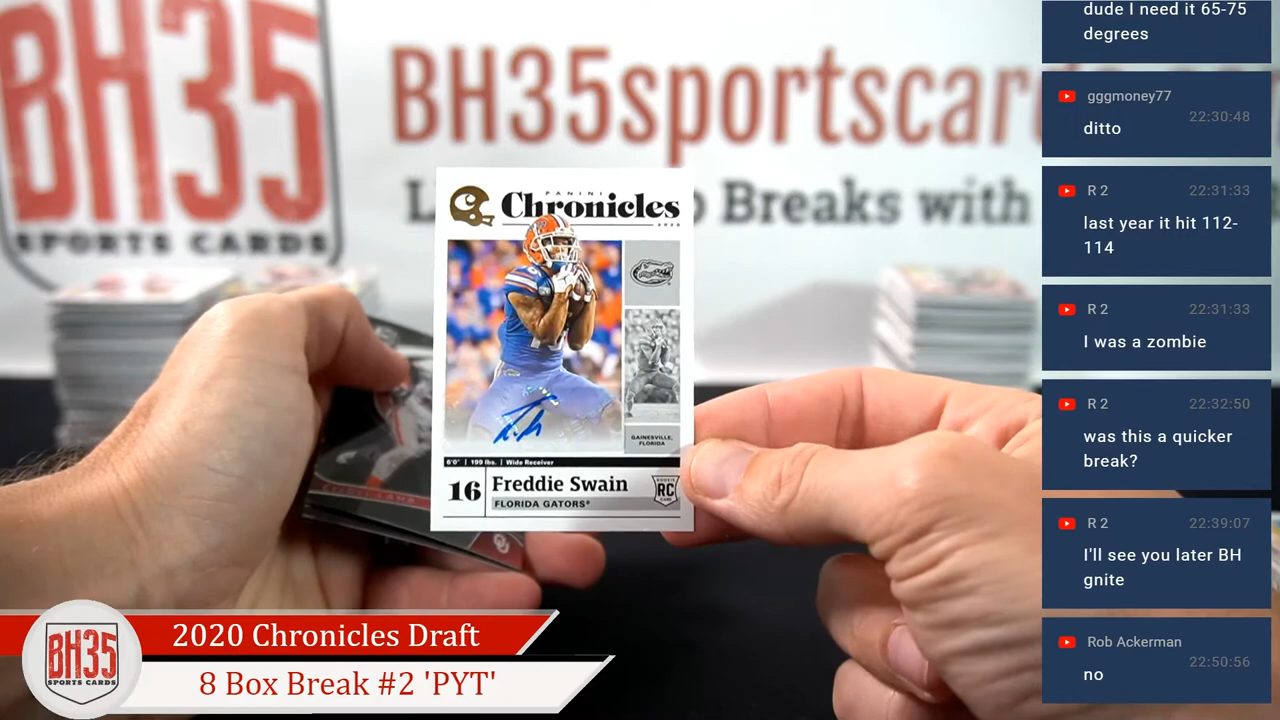 BH35
SPORTS CARDS
BH35sportscar
Breaks with
PANINI
Chronicles
2020
GAINESVILLE,
FLORIDA
6'0" | 199 lbs. | Wide Receiver
16
Freddie Swain
ROOKIE
RC
CARD
FLORIDA GATORS®
2020 Chronicles Draft
8 Box Break #2 'PYT'
BH35
SPORTS CARDS
dude I need it 65-75
degrees
gggmoney77
22:30:48
ditto
R 2
22:31:33
last year it hit 112-
114
R 2
22:31:33
I was a zombie
R 2
22:32:50
was this a quicker
break?
R 2
22:39:07
I'll see you later BH
gnite
Rob Ackerman
22:50:56
no